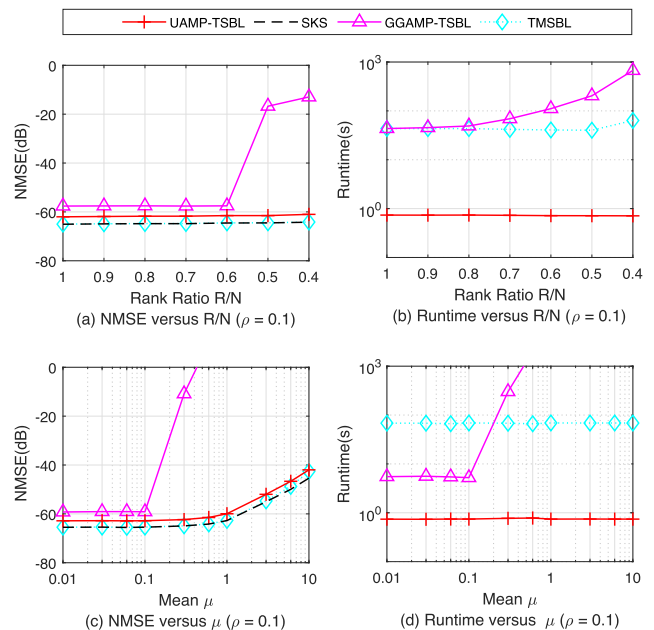 UAMP-TSBL SKS GGAMP-TSBL TMSBL
0
-20
-40
-60
-80
NMSE(dB)
1 0.9 0.8 0.7 0.6 0.5 0.4
Rank Ratio R/N
(a) NMSE versus R/N (ρ = 0.1)
10³
10⁰
Runtime(s)
1 0.9 0.8 0.7 0.6 0.5 0.4
Rank Ratio R/N
(b) Runtime versus R/N (ρ = 0.1)
0
-20
-40
-60
-80
NMSE(dB)
0.01 0.1 1 10
Mean μ
(c) NMSE versus μ (ρ = 0.1)
10³
10⁰
Runtime(s)
0.01 0.1 1 10
Mean μ
(d) Runtime versus μ (ρ = 0.1)